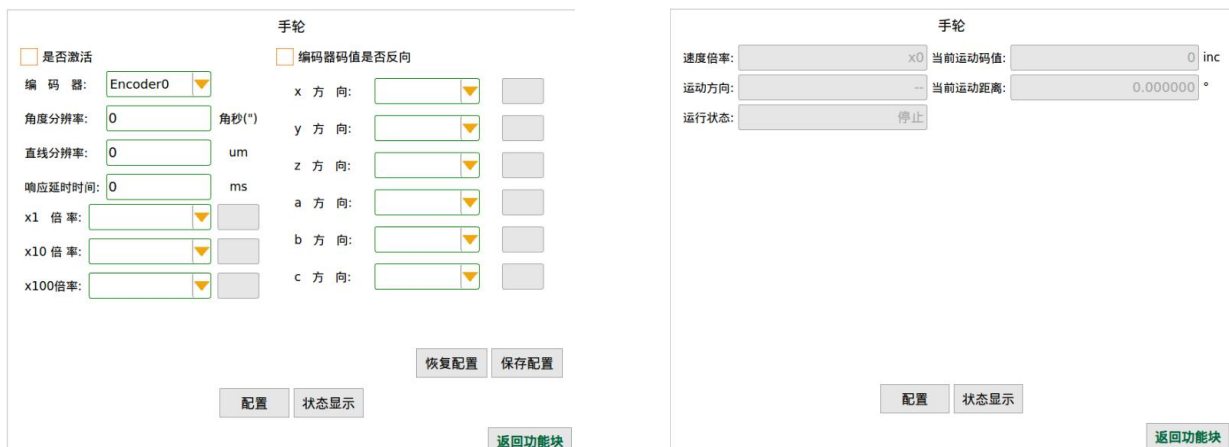 手轮
是否激活
编码器码值是否反向
编 码 器: Encoder0
角度分辨率: 0 角秒(")
直线分辨率: 0 um
响应延时时间: 0 ms
x1 倍 率:
x10 倍 率:
x100倍率:
x 方 向:
y 方 向:
z 方 向:
a 方 向:
b 方 向:
c 方 向:
恢复配置 保存配置
配置 状态显示
返回功能块
手轮
速度倍率: x0 当前运动码值: 0 inc
运动方向: -- 当前运动距离: 0.000000 °
运行状态: 停止
配置 状态显示
返回功能块